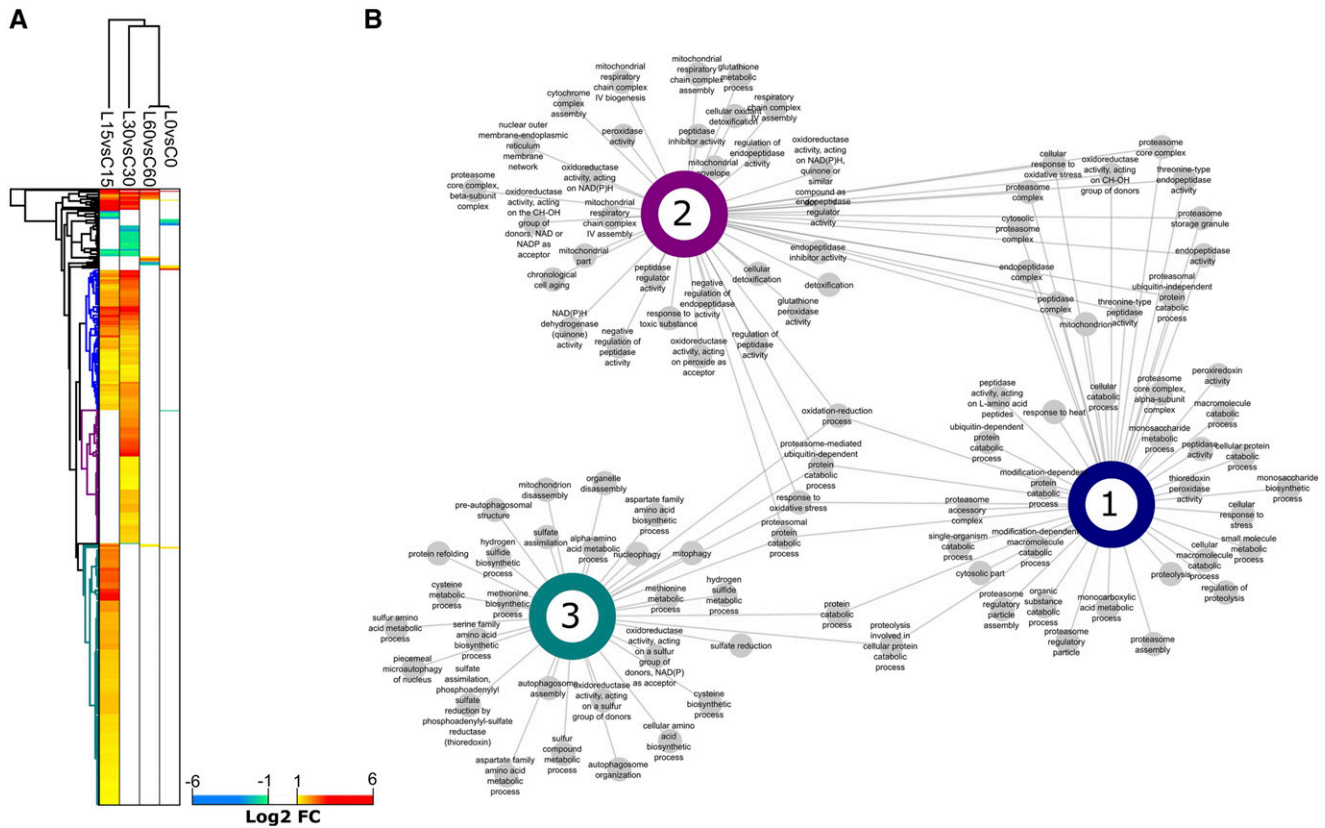 A
B
L15vsC15
L30vsC30
L60vsC60
L0vsC0
-6
-1
1
6
Log2 FC
2
mitochondrial
respiratory
chain complex
IV biogenesis
mitochondrial
respiratory
chain complex
assembly
glutathione
metabolic
process
cytochrome
complex
assembly
cellular oxidant
detoxification
respiratory
chain complex
IV assembly
nuclear outer
membrane-endoplasmic
reticulum
membrane
network
peroxidase
activity
peptidase
inhibitor activity
regulation of
endopeptidase
activity
mitochondrial
envelope
oxidoreductase
activity, acting
on NAD(P)H,
quinone or
similar
compound as
endopeptidase
regulator
activity
proteasome
core complex,
beta-subunit
complex
oxidoreductase
activity, acting
on NAD(P)H
oxidoreductase
activity, acting
on the CH-OH
group of
donors, NAD or
NADP as
acceptor
mitochondrial
respiratory
chain complex
IV assembly
mitochondrial
part
chronological
cell aging
peptidase
regulator
activity
negative
regulation of
endopeptidase
activity
cellular
detoxification
endopeptidase
inhibitor activity
detoxification
NAD(P)H
dehydrogenase
(quinone)
activity
negative
regulation of
peptidase
activity
response to
toxic substance
oxidoreductase
activity, acting
on peroxide as
acceptor
regulation of
peptidase
activity
glutathione
peroxidase
activity
cellular
response to
oxidative stress
proteasome
core complex
oxidoreductase
activity, acting
on CH-OH
group of donors
threonine-type
endopeptidase
activity
proteasome
complex
proteasome
storage granule
cytosolic
proteasome
complex
endopeptidase
activity
endopeptidase
complex
proteasomal
ubiquitin-independent
protein
catabolic
process
peptidase
complex
threonine-type
peptidase
activity
mitochondrion
oxidation-reduction
process
proteasome-mediated
ubiquitin-dependent
protein
catabolic
process
response to
oxidative stress
proteasomal
protein
catabolic
process
1
peptidase
activity, acting
on L-amino acid
peptides
cellular
catabolic
process
proteasome
core complex,
alpha-subunit
complex
peroxiredoxin
activity
response to heat
macromolecule
catabolic
process
ubiquitin-dependent
protein
catabolic
process
monosaccharide
metabolic
process
peptidase
activity
cellular protein
catabolic
process
modification-dependent
protein
catabolic
process
thioredoxin
peroxidase
activity
monosaccharide
biosynthetic
process
proteasome
accessory
complex
cellular
response to
stress
single-organism
catabolic
process
modification-dependent
macromolecule
catabolic
process
cellular
macromolecule
catabolic
process
small molecule
metabolic
process
cytosolic part
proteolysis
regulation of
proteolysis
proteasome
regulatory
particle
assembly
organic
substance
catabolic
process
monocarboxylic
acid metabolic
process
proteasome
regulatory
particle
proteasome
assembly
protein
catabolic
process
proteolysis
involved in
cellular protein
catabolic
process
3
mitochondrion
disassembly
organelle
disassembly
pre-autophagosomal
structure
aspartate family
amino acid
biosynthetic
process
sulfate
assimilation
alpha-amino
acid metabolic
process
nucleophagy
mitophagy
protein refolding
hydrogen
sulfide
biosynthetic
process
cysteine
metabolic
process
methionine
biosynthetic
process
methionine
metabolic
process
hydrogen
sulfide
metabolic
process
sulfur amino
acid metabolic
process
serine family
amino acid
biosynthetic
process
oxidoreductase
activity, acting
on a sulfur
group of
donors, NAD(P)
as acceptor
sulfate reduction
piecemeal
microautophagy
of nucleus
sulfate
assimilation,
phosphoadenylyl
sulfate
reduction by
phosphoadenylyl-sulfate
reductase
(thioredoxin)
autophagosome
assembly
oxidoreductase
activity, acting
on a sulfur
group of donors
cysteine
biosynthetic
process
cellular amino
acid
biosynthetic
process
aspartate family
amino acid
metabolic
process
sulfur
compound
metabolic
process
autophagosome
organization